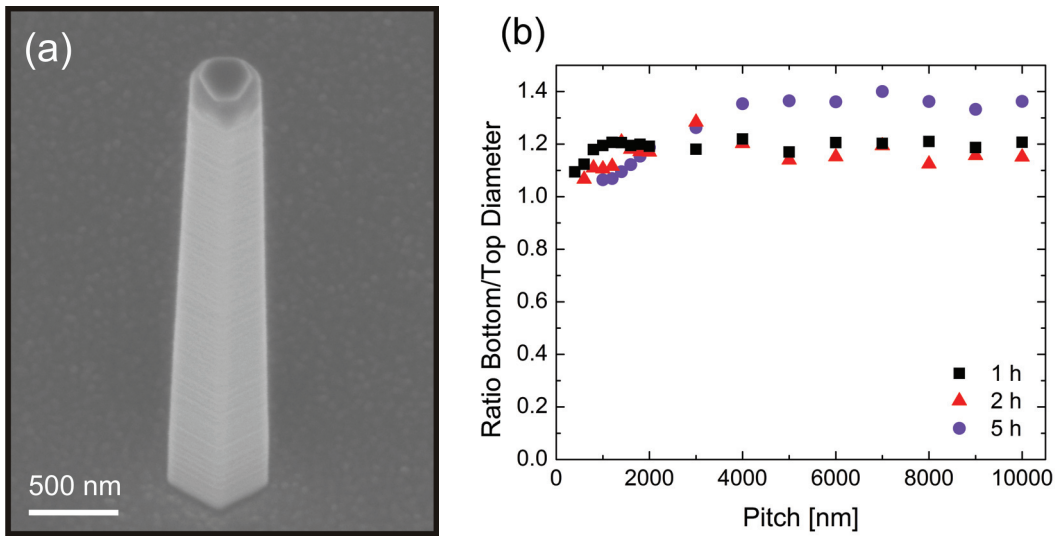 (a)
500 nm
(b)
Ratio Bottom/Top Diameter
1.4
1.2
1.0
0.8
0.6
0.4
0.2
0.0
1 h
2 h
5 h
0 2000 4000 6000 8000 10000
Pitch [nm]